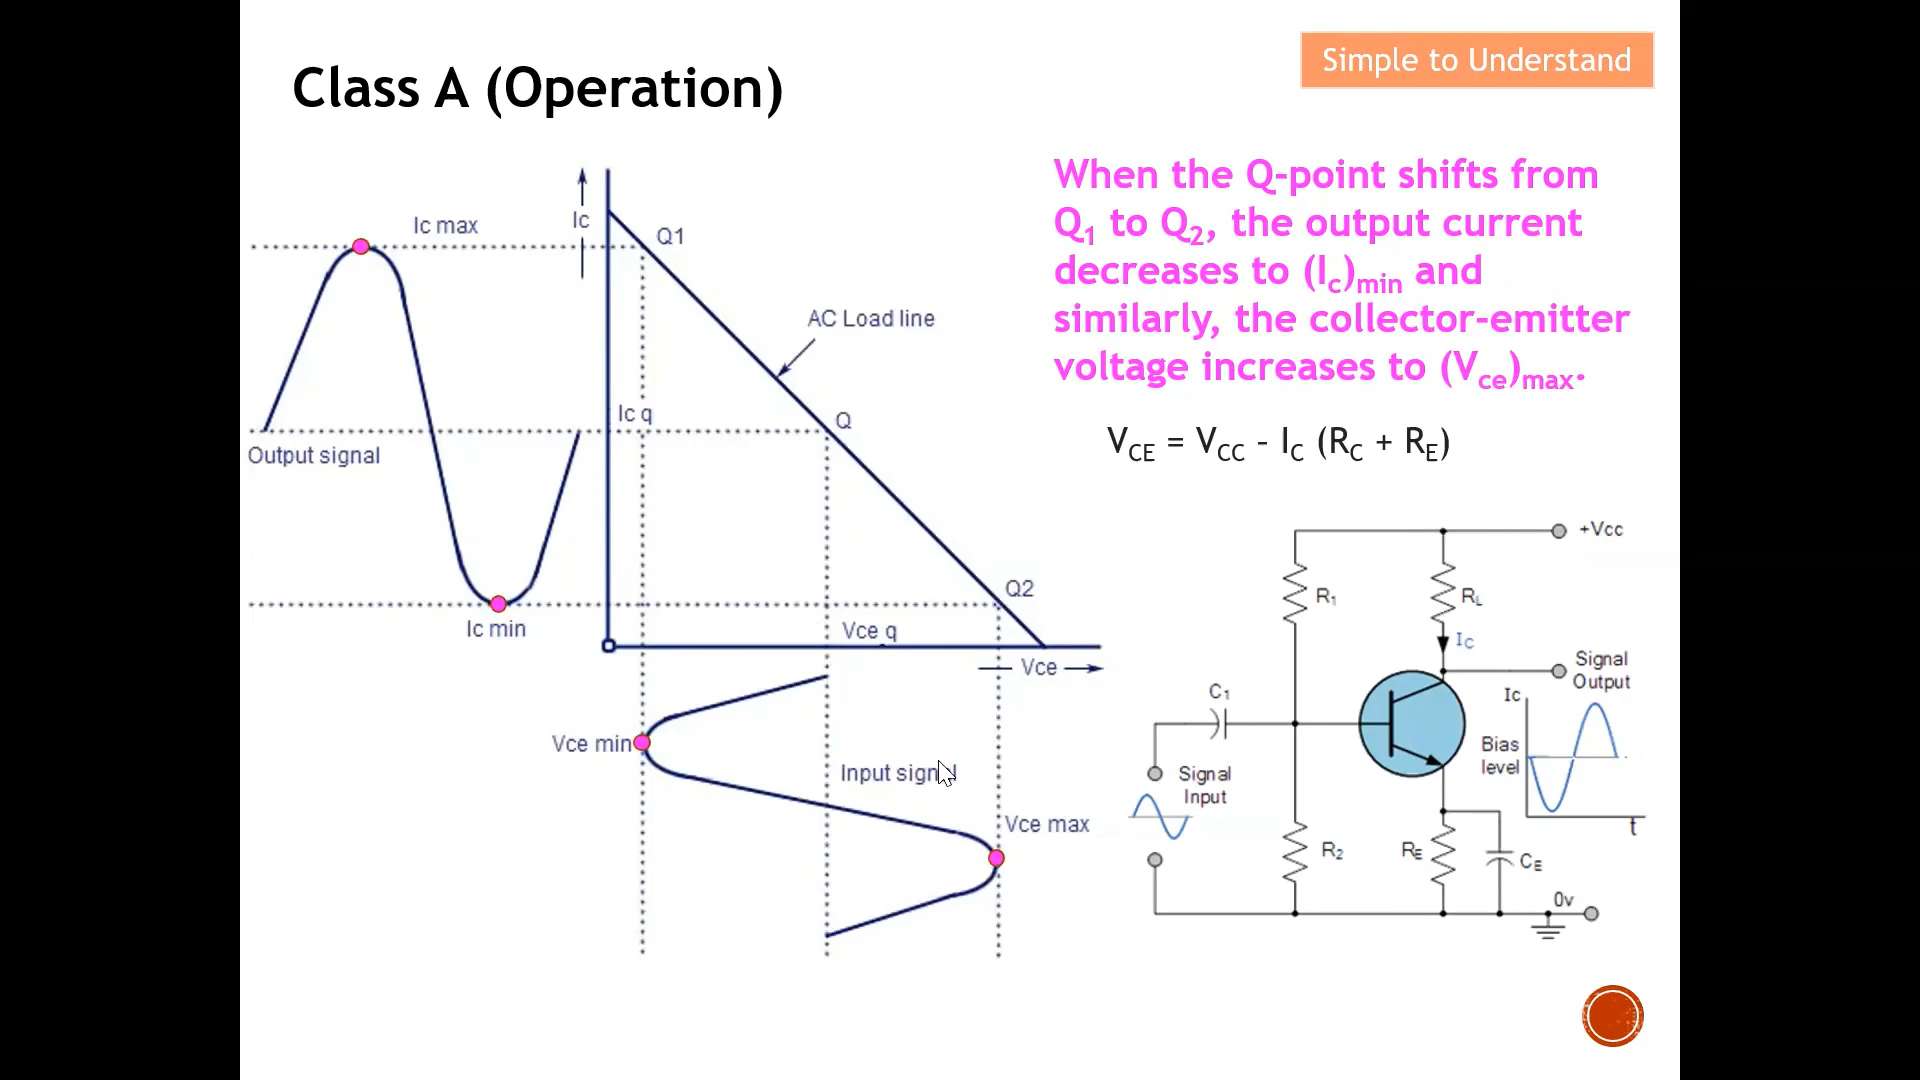 Simple to Understand
Class A (Operation)
When the Q-point shifts from
Q₁ to Q₂, the output current
decreases to (I_c)_min and
similarly, the collector-emitter
voltage increases to (V_ce)_max.
V_CE = V_CC - I_C (R_C + R_E)
Ic max
Ic
Q1
AC Load line
Ic q
Q
Output signal
Q2
Ic min
Vce q
Vce
Vce min
Input signal
Vce max
+Vcc
R₁
R_L
I_C
Signal
Output
C₁
Ic
Bias
level
Signal
Input
t
R₂
R_E
C_E
0v